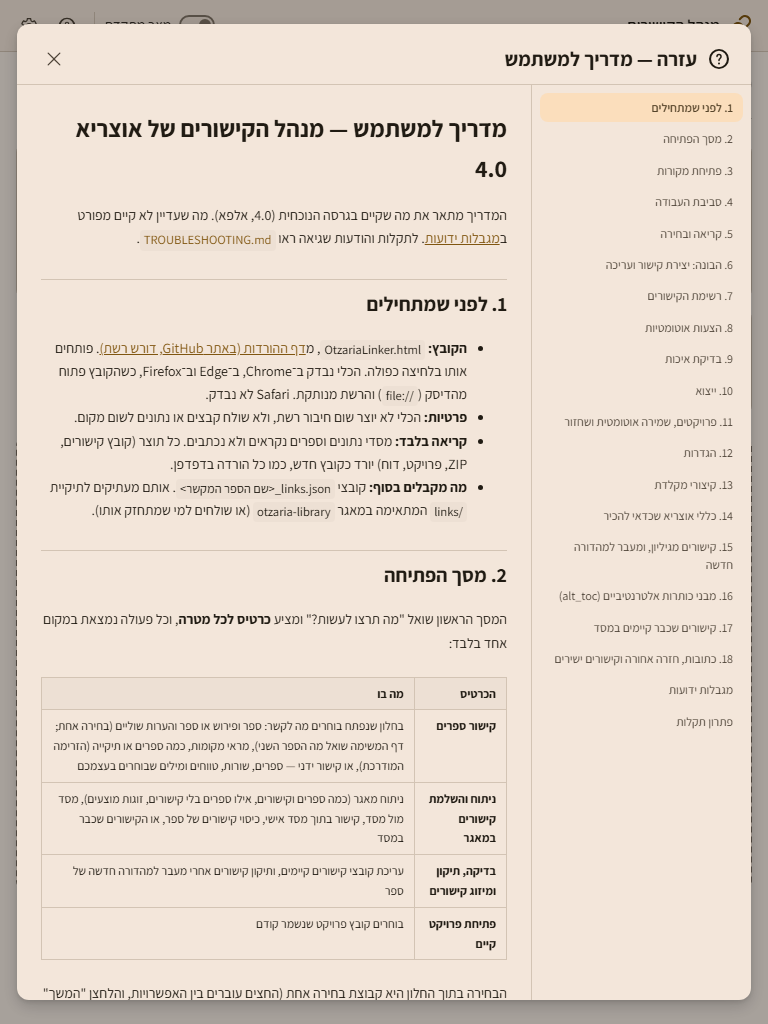 עזרה — מדריך למשתמש
1. לפני שמתחילים
2. מסך הפתיחה
3. פתיחת מקורות
4. סביבת העבודה
5. קריאה ובחירה
6. הבונה: יצירת קישור ועריכה
7. רשימת הקישורים
8. הצעות אוטומטיות
9. בדיקת איכות
10. ייצוא
11. פרויקטים, שמירה אוטומטית ושחזור
12. הגדרות
13. קיצורי מקלדת
14. כללי אוצריא שכדאי להכיר
15. קישורים מגיליון, ומעבר למהדורה
חדשה
16. מבני כותרות אלטרנטיביים (alt_toc)
17. קישורים שכבר קיימים במסד
18. כתובות, חזרה אחורה וקישורים ישירים
מגבלות ידועות
פתרון תקלות
מדריך למשתמש — מנהל הקישורים של אוצריא
4.0
המדריך מתאר את מה שקיים בגרסה הנוכחית (4.0, אלפא). מה שעדיין לא קיים מפורט
במגבלות ידועות. לתקלות והודעות שגיאה ראו TROUBLESHOOTING.md.
1. לפני שמתחילים
הקובץ: OtzariaLinker.html, מדף ההורדות (באתר GitHub, דורש רשת). פותחים
אותו בלחיצה כפולה. הכלי נבדק ב־Chrome, ב־Edge וב־Firefox, כשהקובץ פתוח
מהדיסק (file://) והרשת מנותקת. Safari לא נבדק.
פרטיות: הכלי לא יוצר שום חיבור רשת, ולא שולח קבצים או נתונים לשום מקום.
קריאה בלבד: מסדי נתונים וספרים נקראים ולא נכתבים. כל תוצר (קובץ קישורים,
ZIP, פרויקט, דוח) יורד כקובץ חדש, כמו כל הורדה בדפדפן.
מה מקבלים בסוף: קובצי <שם הספר המקשר>_links.json. אותם מעתיקים לתיקיית
links/ המתאימה במאגר otzaria-library (או שולחים למי שמתחזק אותו).
2. מסך הפתיחה
המסך הראשון שואל "מה תרצו לעשות?" ומציע כרטיס לכל מטרה, וכל פעולה נמצאת במקום
אחד בלבד:
הכרטיס מה בו
קישור ספרים בחלון שנפתח בוחרים מה לקשר: ספר ופירוש או ספר והערות שוליים (בחירה אחת;
דף המשימה שואל מה הספר השני), מראי מקומות, כמה ספרים או תיקייה (הזרימה
המודרכת), או קישור ידני — ספרים, שורות, טווחים ומילים שבוחרים בעצמכם
ניתוח והשלמת ניתוח מאגר (כמה ספרים וקישורים, אילו ספרים בלי קישורים, זוגות מוצעים), מסד
קישורים מול מסד, קישור בתוך מסד אישי, כיסוי קישורים של ספר, או הקישורים שכבר
במאגר במסד
בדיקה, תיקון עריכת קובצי קישורים קיימים, ותיקון קישורים אחרי מעבר למהדורה חדשה של
ומיזוג קישורים ספר
פתיחת פרויקט בוחרים קובץ פרויקט שנשמר קודם
קיים
הבחירה בתוך החלון היא קבוצת בחירה אחת (החצים עוברים בין האפשרויות, והלחצן "המשך"